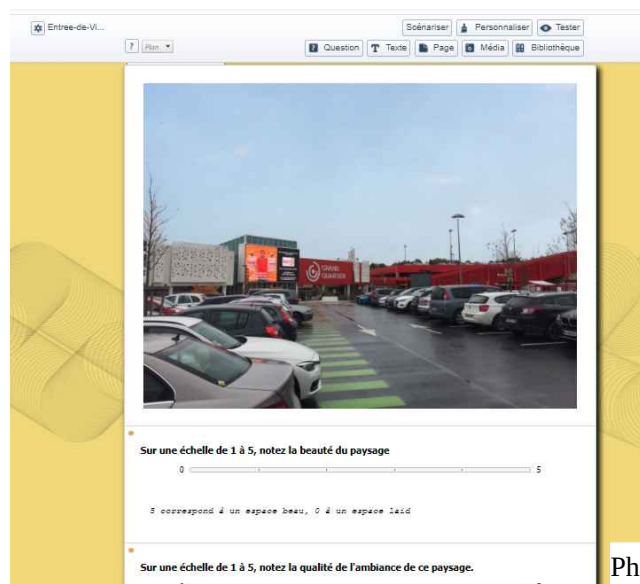 Entree-de-Vi...
Scénariser Personnaliser Tester
? Plan
Question Texte Page Média Bibliothèque
GRAND QUARTIER
Sur une échelle de 1 à 5, notez la beauté du paysage
0 5
5 correspond à un espace beau, 0 à un espace laid
Sur une échelle de 1 à 5, notez la qualité de l'ambiance de ce paysage.
Ph